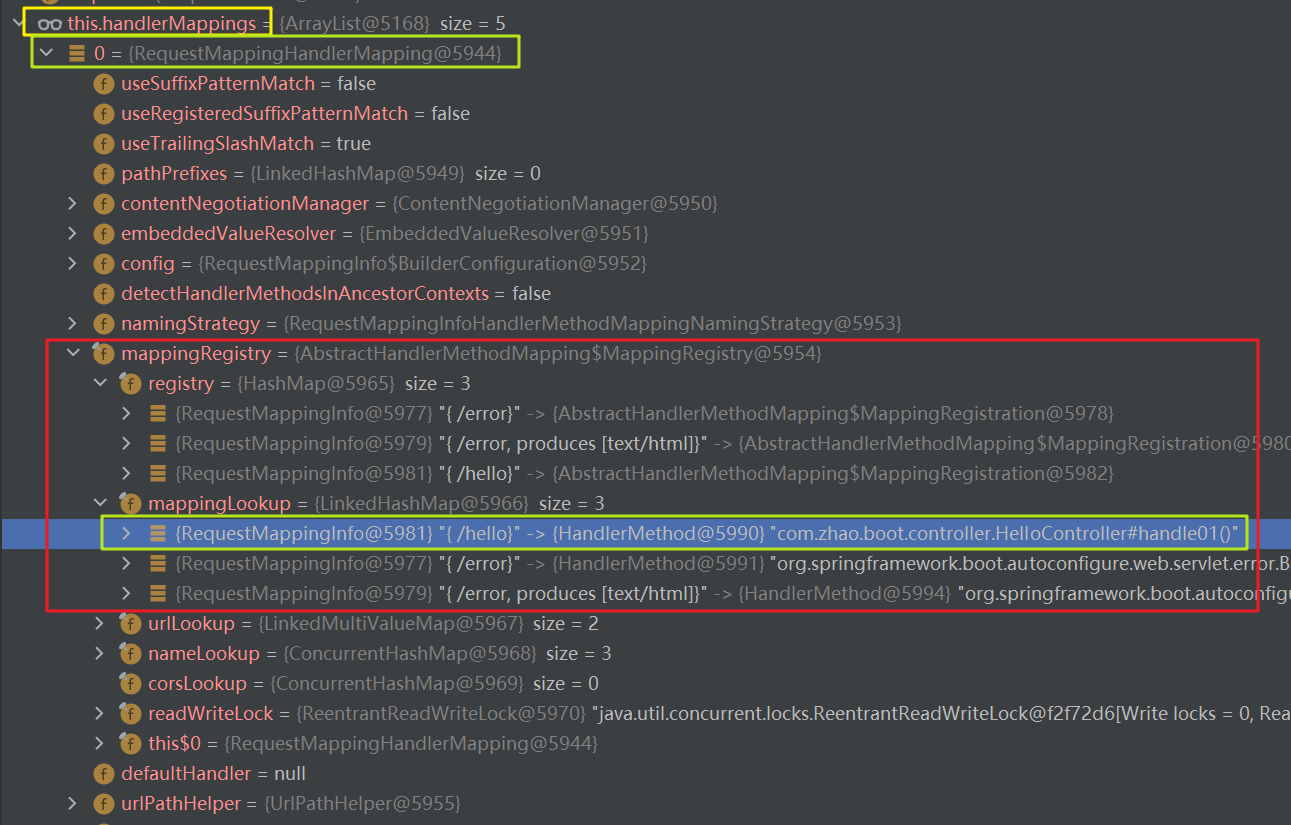 this.handlerMappings = {ArrayList@5168} size = 5
0 = {RequestMappingHandlerMapping@5944}
f useSuffixPatternMatch = false
f useRegisteredSuffixPatternMatch = false
f useTrailingSlashMatch = true
f pathPrefixes = {LinkedHashMap@5949} size = 0
f contentNegotiationManager = {ContentNegotiationManager@5950}
f embeddedValueResolver = {EmbeddedValueResolver@5951}
f config = {RequestMappingInfo$BuilderConfiguration@5952}
f detectHandlerMethodsInAncestorContexts = false
f namingStrategy = {RequestMappingInfoHandlerMethodMappingNamingStrategy@5953}
f mappingRegistry = {AbstractHandlerMethodMapping$MappingRegistry@5954}
f registry = {HashMap@5965} size = 3
{RequestMappingInfo@5977} "{ /error}" -> {AbstractHandlerMethodMapping$MappingRegistration@5978}
{RequestMappingInfo@5979} "{ /error, produces [text/html]}" -> {AbstractHandlerMethodMapping$MappingRegistration@5980
{RequestMappingInfo@5981} "{ /hello}" -> {AbstractHandlerMethodMapping$MappingRegistration@5982}
f mappingLookup = {LinkedHashMap@5966} size = 3
{RequestMappingInfo@5981} "{ /hello}" -> {HandlerMethod@5990} "com.zhao.boot.controller.HelloController#handle01()"
{RequestMappingInfo@5977} "{ /error}" -> {HandlerMethod@5991} "org.springframework.boot.autoconfigure.web.servlet.error.B
{RequestMappingInfo@5979} "{ /error, produces [text/html]}" -> {HandlerMethod@5994} "org.springframework.boot.autoconfig
f urlLookup = {LinkedMultiValueMap@5967} size = 2
f nameLookup = {ConcurrentHashMap@5968} size = 3
f corsLookup = {ConcurrentHashMap@5969} size = 0
f readWriteLock = {ReentrantReadWriteLock@5970} "java.util.concurrent.locks.ReentrantReadWriteLock@f2f72d6[Write locks = 0, Rea
f this$0 = {RequestMappingHandlerMapping@5944}
f defaultHandler = null
f urlPathHelper = {UrlPathHelper@5955}